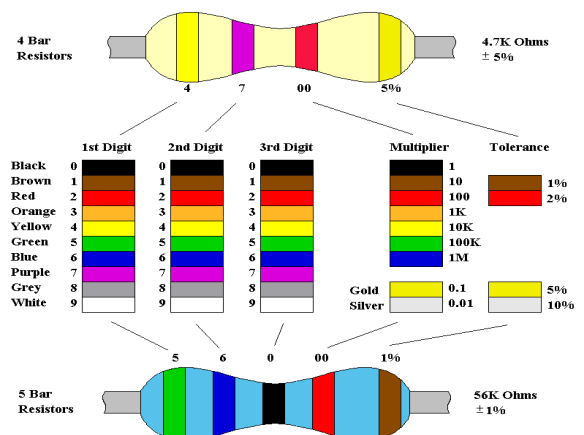 4 Bar
Resistors
4.7K Ohms
± 5%
4 7 00 5%
1st Digit 2nd Digit 3rd Digit Multiplier Tolerance
Black 0 0 0 1
Brown 1 1 1 10 1%
Red 2 2 2 100 2%
Orange 3 3 3 1K
Yellow 4 4 4 10K
Green 5 5 5 100K
Blue 6 6 6 1M
Purple 7 7 7
Grey 8 8 8 Gold 0.1 5%
White 9 9 9 Silver 0.01 10%
5 6 0 00 1%
5 Bar
Resistors
56K Ohms
±1%